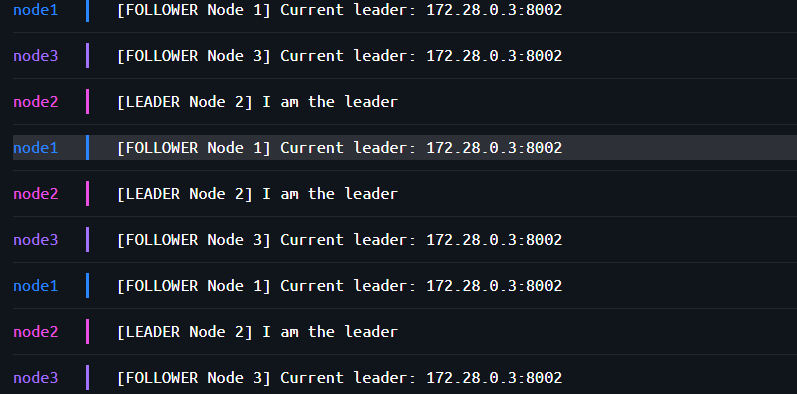 node1 [FOLLOWER Node 1] Current leader: 172.28.0.3:8002
node3 [FOLLOWER Node 3] Current leader: 172.28.0.3:8002
node2 [LEADER Node 2] I am the leader
node1 [FOLLOWER Node 1] Current leader: 172.28.0.3:8002
node2 [LEADER Node 2] I am the leader
node3 [FOLLOWER Node 3] Current leader: 172.28.0.3:8002
node1 [FOLLOWER Node 1] Current leader: 172.28.0.3:8002
node2 [LEADER Node 2] I am the leader
node3 [FOLLOWER Node 3] Current leader: 172.28.0.3:8002